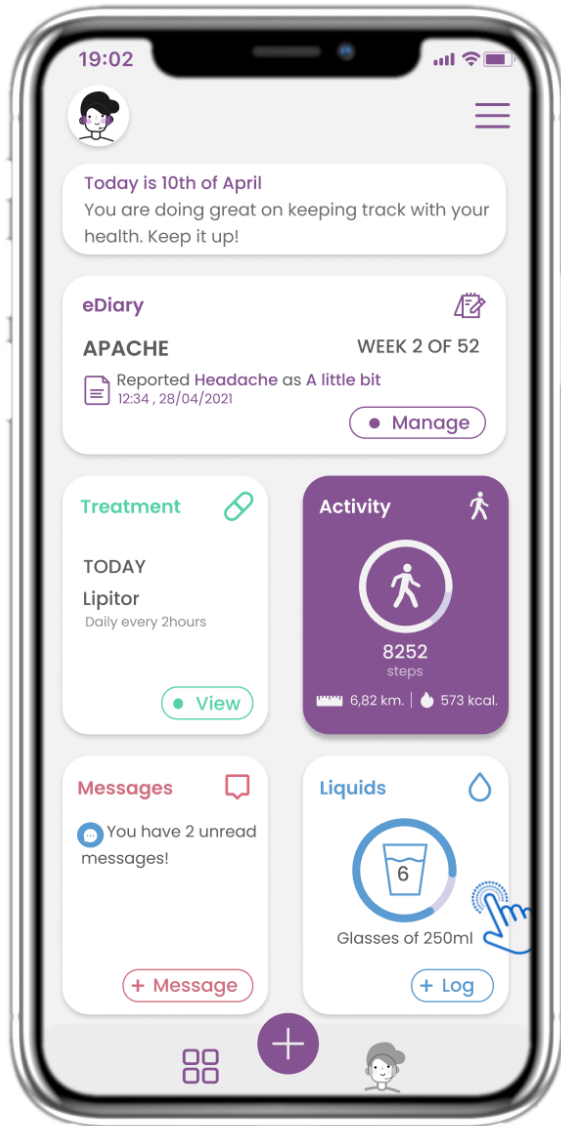 19:02
Today is 10th of April
You are doing great on keeping track with your
health. Keep it up!
eDiary
APACHE
WEEK 2 OF 52
Reported Headache as A little bit
12:34 , 28/04/2021
Manage
Treatment
TODAY
Lipitor
Daily every 2hours
View
Activity
8252
steps
6,82 km.
573 kcal.
Messages
You have 2 unread
messages!
+ Message
Liquids
6
Glasses of 250ml
+ Log